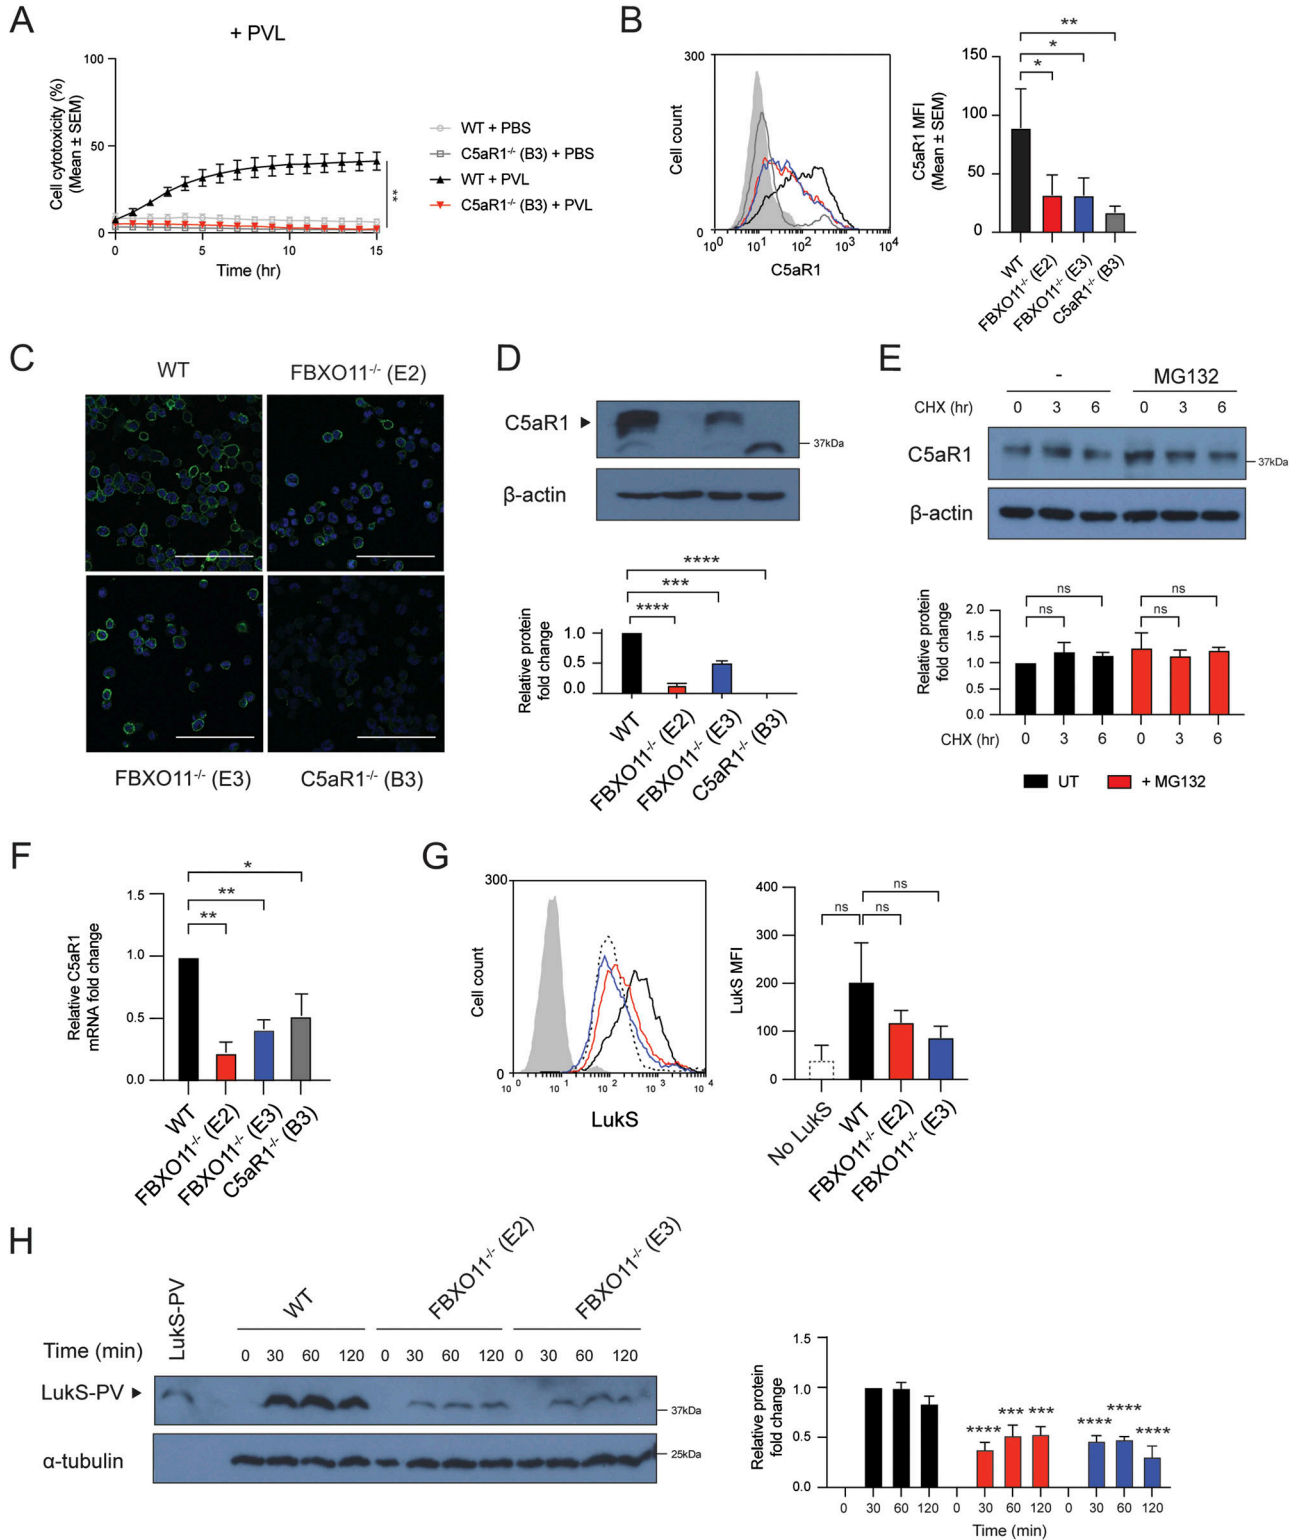 A
+ PVL
Cell cytotoxicity (%)
(Mean ± SEM)
100
50
0
0 5 10 15
Time (hr)
**
WT + PBS
C5aR1-/- (B3) + PBS
WT + PVL
C5aR1-/- (B3) + PVL
B
300
Cell count
0
10⁰ 10¹ 10² 10³ 10⁴
C5aR1
C5aR1 MFI
(Mean ± SEM)
150
100
50
0
**
*
*
WT
FBXO11-/- (E2)
FBXO11-/- (E3)
C5aR1-/- (B3)
C
WT
FBXO11-/- (E2)
FBXO11-/- (E3)
C5aR1-/- (B3)
D
C5aR1
37kDa
β-actin
****
***
****
Relative protein
fold change
1.0
0.5
0.0
WT
FBXO11-/- (E2)
FBXO11-/- (E3)
C5aR1-/- (B3)
E
- MG132
CHX (hr) 0 3 6 0 3 6
C5aR1
37kDa
β-actin
Relative protein
fold change
2.0
1.5
1.0
0.5
0.0
ns
ns
ns
ns
CHX (hr) 0 3 6 0 3 6
UT + MG132
F
Relative C5aR1
mRNA fold change
1.5
1.0
0.5
0.0
*
**
**
WT
FBXO11-/- (E2)
FBXO11-/- (E3)
C5aR1-/- (B3)
G
300
Cell count
0
10⁰ 10¹ 10² 10³ 10⁴
LukS
LukS MFI
400
300
200
100
0
ns
ns
ns
No LukS
WT
FBXO11-/- (E2)
FBXO11-/- (E3)
H
LukS-PV
WT
FBXO11-/- (E2)
FBXO11-/- (E3)
Time (min) 0 30 60 120 0 30 60 120 0 30 60 120
LukS-PV
37kDa
α-tubulin
25kDa
Relative protein
fold change
1.5
1.0
0.5
0.0
**** *** *** **** **** ****
0 30 60 120 0 30 60 120 0 30 60 120
Time (min)